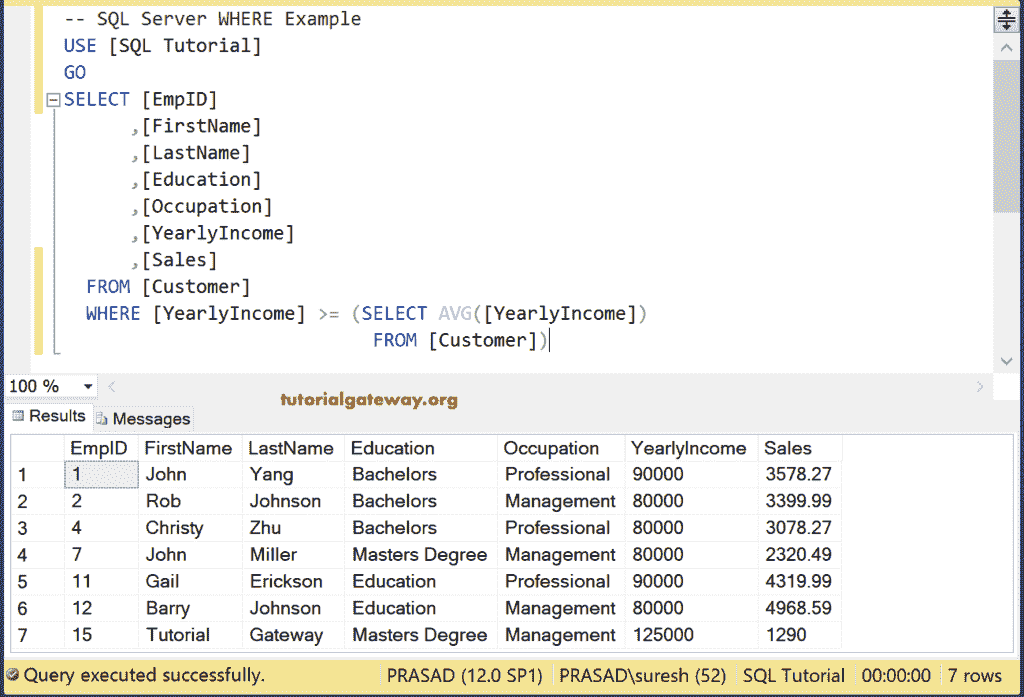 -- SQL Server WHERE Example
USE [SQL Tutorial]
GO
SELECT [EmpID]
,[FirstName]
,[LastName]
,[Education]
,[Occupation]
,[YearlyIncome]
,[Sales]
FROM [Customer]
WHERE [YearlyIncome] >= (SELECT AVG([YearlyIncome])
FROM [Customer])
100 %
tutorialgateway.org
Results Messages
EmpID FirstName LastName Education Occupation YearlyIncome Sales
1 1 John Yang Bachelors Professional 90000 3578.27
2 2 Rob Johnson Bachelors Management 80000 3399.99
3 4 Christy Zhu Bachelors Professional 80000 3078.27
4 7 John Miller Masters Degree Management 80000 2320.49
5 11 Gail Erickson Education Professional 90000 4319.99
6 12 Barry Johnson Education Management 80000 4968.59
7 15 Tutorial Gateway Masters Degree Management 125000 1290
Query executed successfully. PRASAD (12.0 SP1) PRASAD\suresh (52) SQL Tutorial 00:00:00 7 rows